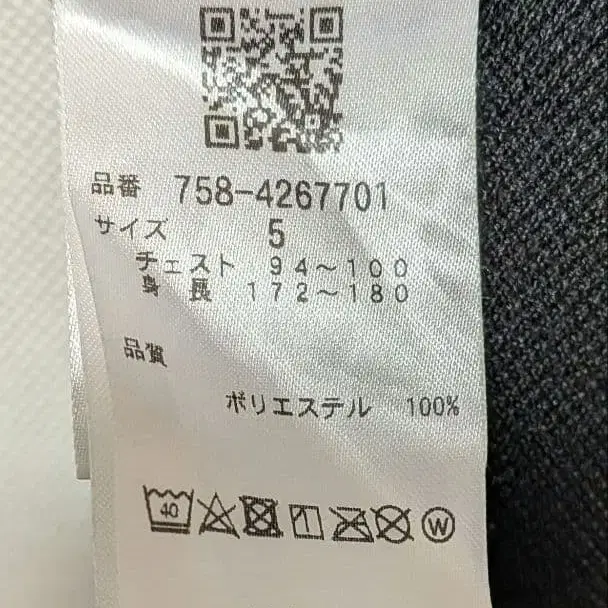 品番 758-4267701
サイズ 5
チェスト 94～100
身長 172～180
品質
ポリエステル 100%
40 W